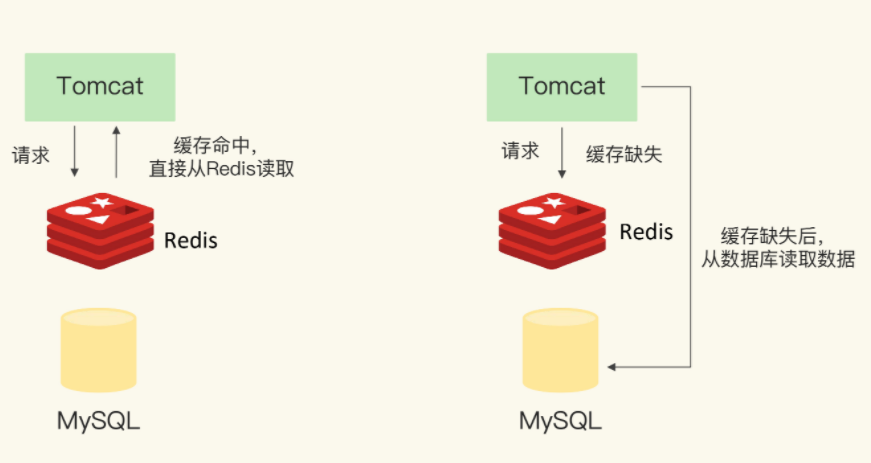 Tomcat
请求
缓存命中，
直接从Redis读取
Redis
MySQL
Tomcat
请求
缓存缺失
Redis
缓存缺失后，
从数据库读取数据
MySQL